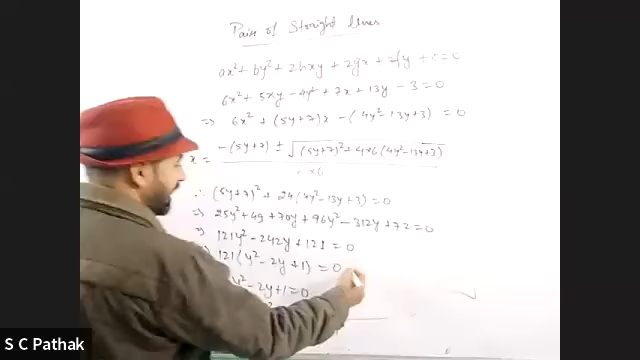 Pair of Straight lines
ax² + by² + 2hxy + 2gx + 2fy + c = 0
6x² + 5xy - 4y² + 7x + 13y - 3 = 0
⇒ 6x² + (5y+7)x - (4y² - 13y + 3) = 0
x = -(5y+7) ± √(5y+7)² + 4×6(4y² - 13y + 3)
∴ (5y+7)² + 24(4y² - 13y + 3) = 0
⇒ 25y² + 49 + 70y + 96y² - 312y + 72 = 0
⇒ 121y² - 242y + 121 = 0
121(y² - 2y + 1) = 0
y² - 2y + 1 = 0
S C Pathak